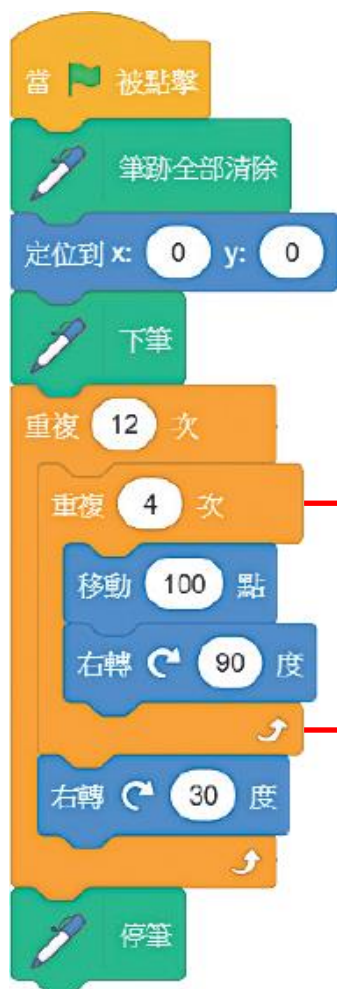 當 被點擊
筆跡全部清除
定位到 x: 0 y: 0
下筆
重複 12 次
重複 4 次
移動 100 點
右轉 90 度
右轉 30 度
停筆